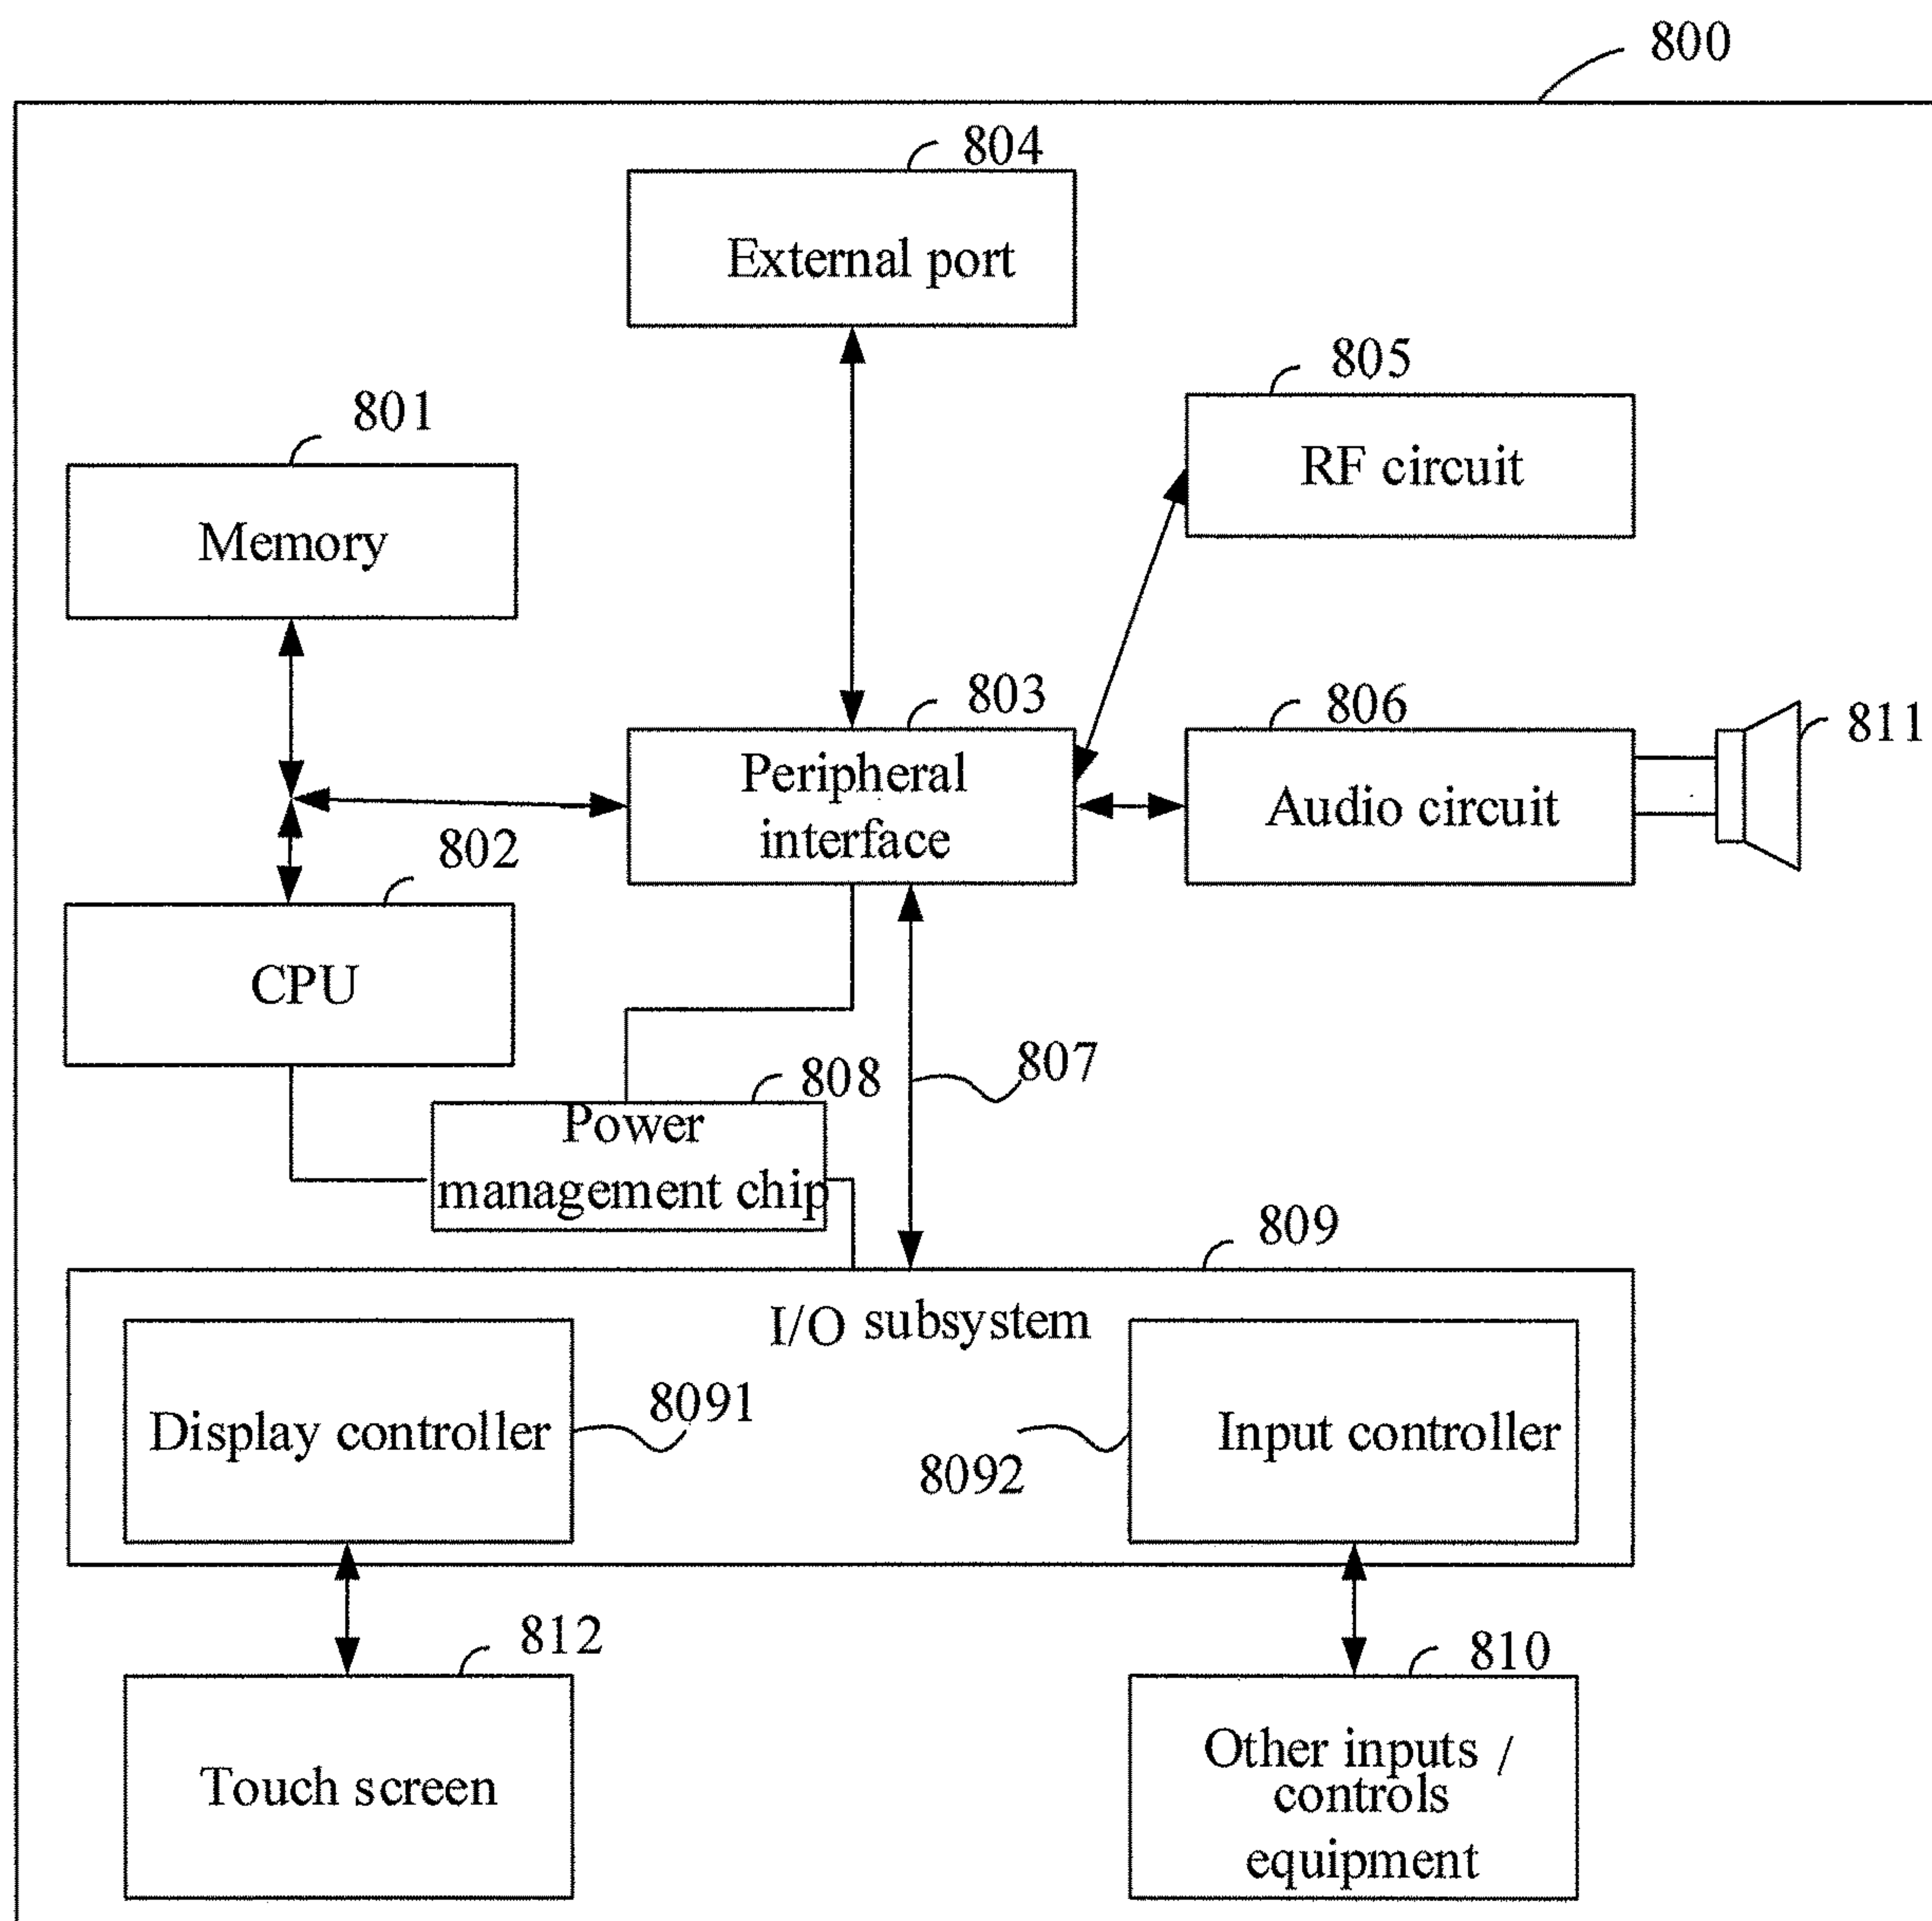 800
804
External port
805
RF circuit
801
Memory
803
Peripheral
interface
806
Audio circuit
811
802
CPU
807
808
Power
management chip
809
I/O subsystem
Display controller
8091
8092
Input controller
812
Touch screen
810
Other inputs /
controls
equipment